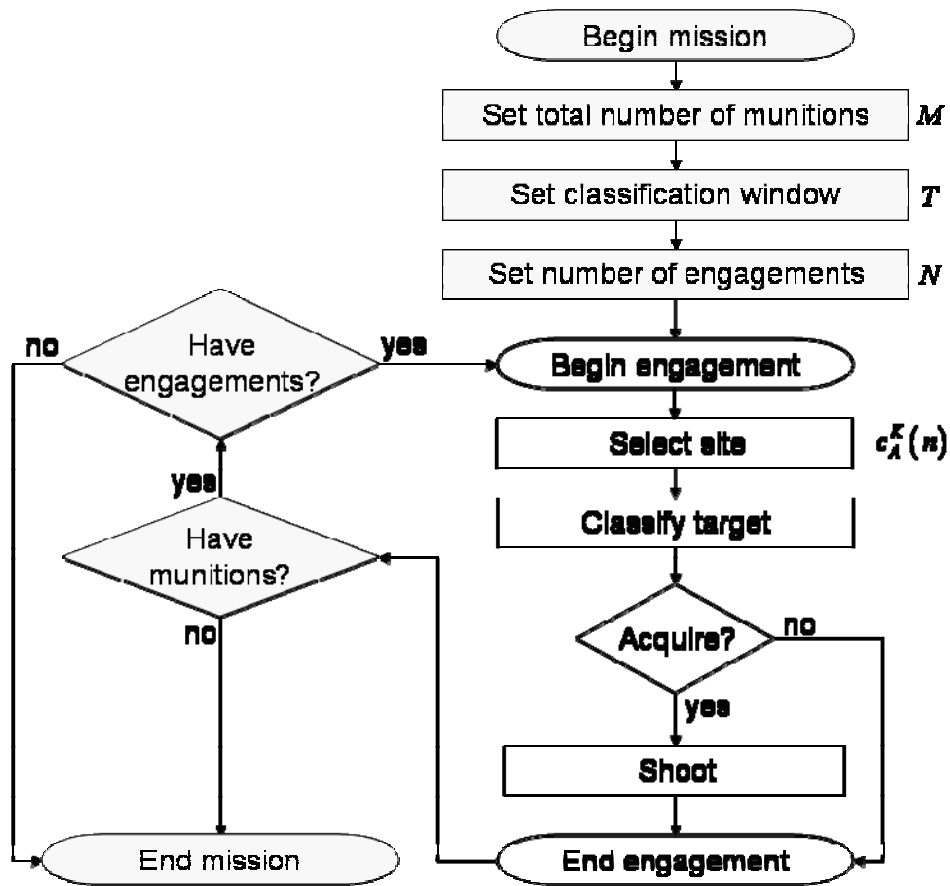 Begin mission
Set total number of munitions M
Set classification window T
Set number of engagements N
Have
engagements?
no
yes
Begin engagement
Select site c_A^K(n)
Classify target
yes
Have
munitions?
no
Acquire?
no
yes
Shoot
End mission
End engagement